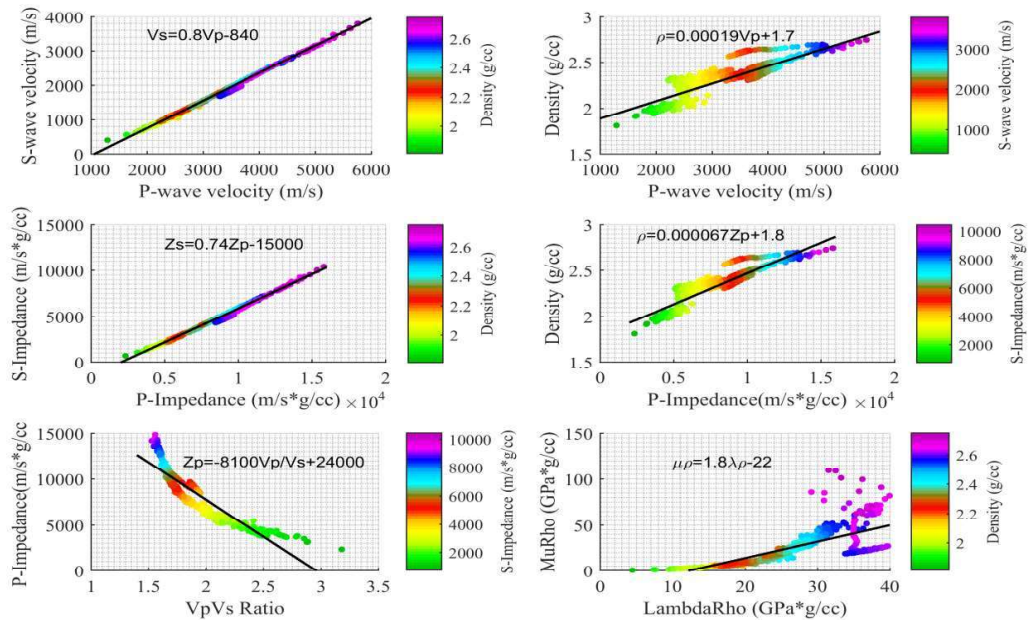 4000
3000
2000
1000
0
S-wave velocity (m/s)
Vs=0.8Vp-840
1000 2000 3000 4000 5000 6000
P-wave velocity (m/s)
2.6
2.4
2.2
2
Density (g/cc)
3
2.5
2
1.5
Density (g/cc)
ρ=0.00019Vp+1.7
1000 2000 3000 4000 5000 6000
P-wave velocity (m/s)
3000
2000
1000
S-wave velocity (m/s)
15000
10000
5000
0
S-Impedance (m/s*g/cc)
Zs=0.74Zp-15000
0 0.5 1 1.5 2
P-Impedance (m/s*g/cc) ×10^4
2.6
2.4
2.2
2
Density (g/cc)
3
2.5
2
1.5
Density (g/cc)
ρ=0.000067Zp+1.8
0 0.5 1 1.5 2
P-Impedance(m/s*g/cc) ×10^4
10000
8000
6000
4000
2000
S-Impedance(m/s*g/cc)
15000
10000
5000
0
P-Impedance(m/s*g/cc
Zp=-8100Vp/Vs+24000
1 1.5 2 2.5 3 3.5
VpVs Ratio
10000
8000
6000
4000
2000
S-Impedance (m/s*g/cc)
150
100
50
0
MuRho (GPa*g/cc)
μρ=1.8λρ-22
0 10 20 30 40
LambdaRho (GPa*g/cc)
2.6
2.4
2.2
2
Density (g/cc)